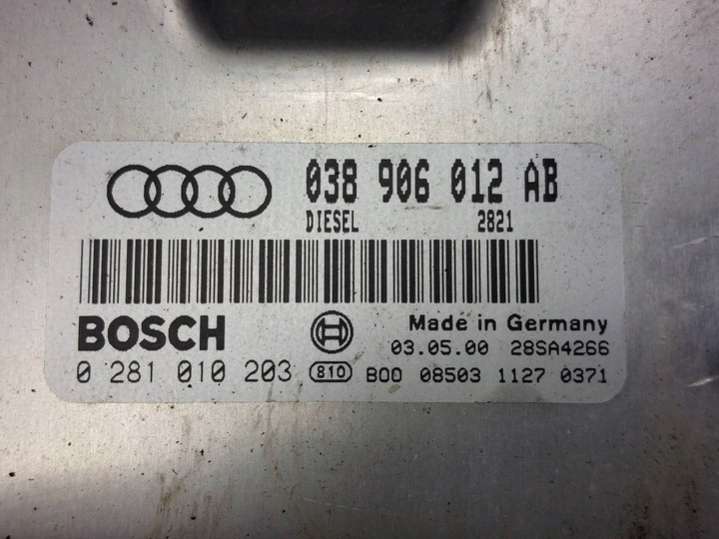 038 906 012 AB
DIESEL 2821
BOSCH Made in Germany
03.05.00 28SA4266
0 281 010 203 810 B00 08503 1127 0371